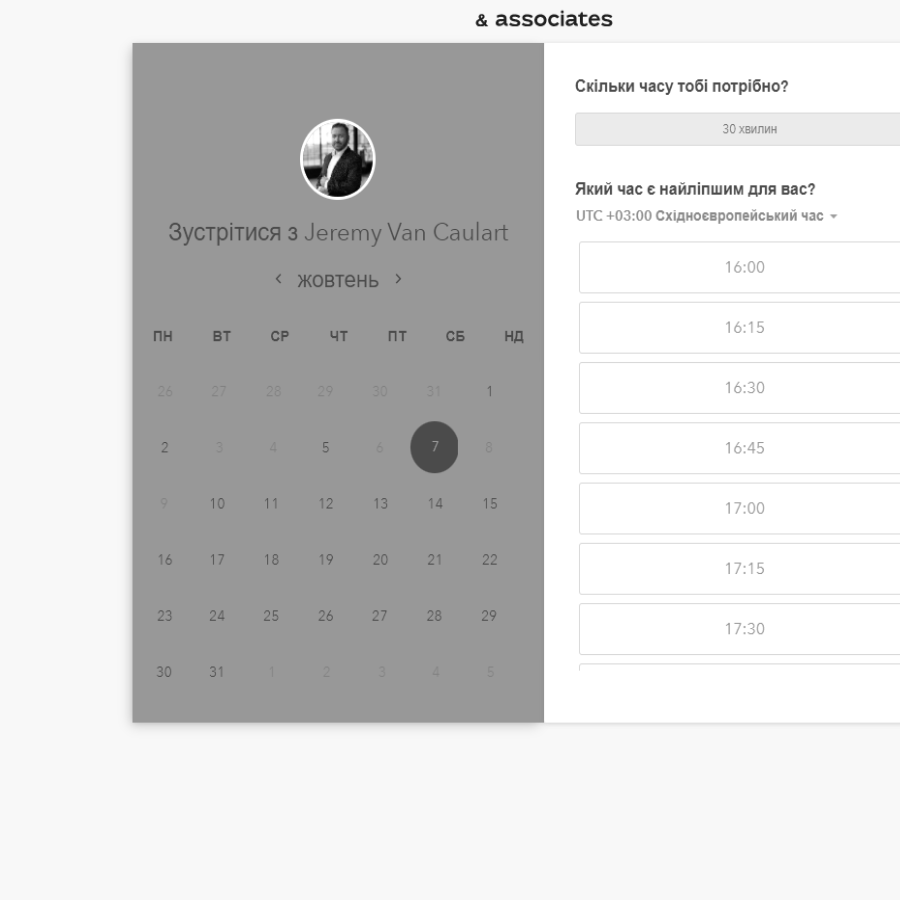 & associates
Зустрітися з Jeremy Van Caulart
жовтень
ПН ВТ СР ЧТ ПТ СБ НД
26 27 28 29 30 31 1
2 3 4 5 6 7 8
9 10 11 12 13 14 15
16 17 18 19 20 21 22
23 24 25 26 27 28 29
30 31 1 2 3 4 5
Скільки часу тобі потрібно?
30 хвилин
Який час є найліпшим для вас?
UTC +03:00 Східноєвропейський час
16:00
16:15
16:30
16:45
17:00
17:15
17:30